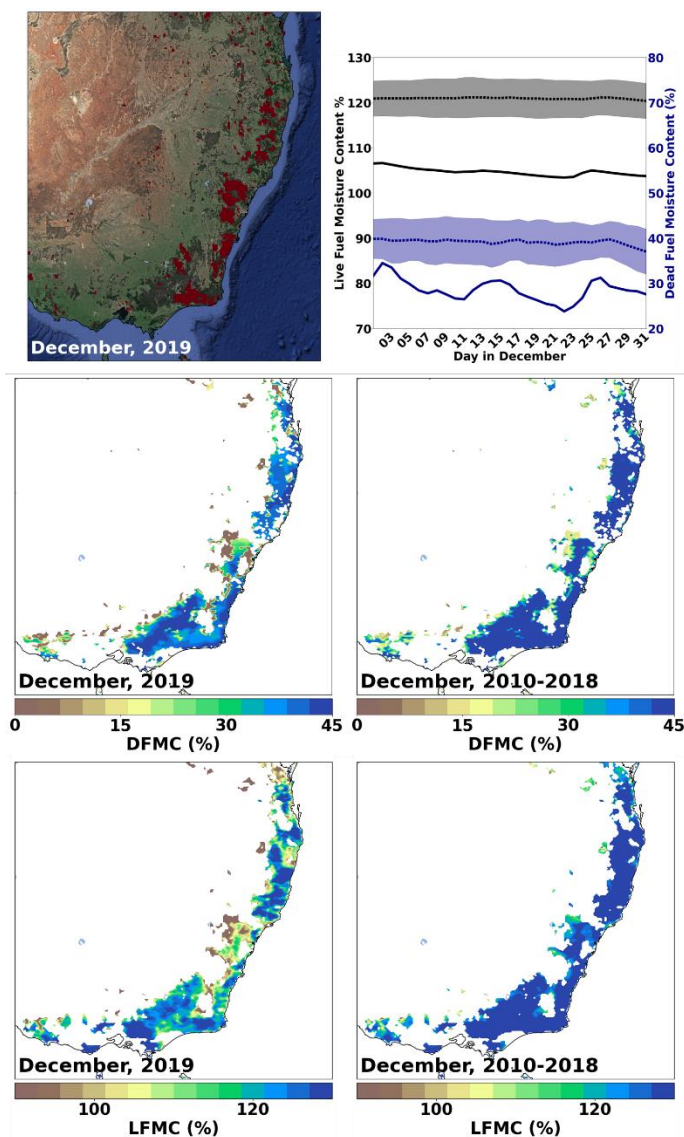 December, 2019
130
120
110
100
90
80
70
Live Fuel Moisture Content %
80
70
60
50
40
30
20
Dead Fuel Moisture Content (%)
03 05 07 09 11 13 15 17 19 21 23 25 27 29 31
Day in December
December, 2019
0 15 30 45
DFMC (%)
December, 2010-2018
0 15 30 45
DFMC (%)
December, 2019
100 120
LFMC (%)
December, 2010-2018
100 120
LFMC (%)